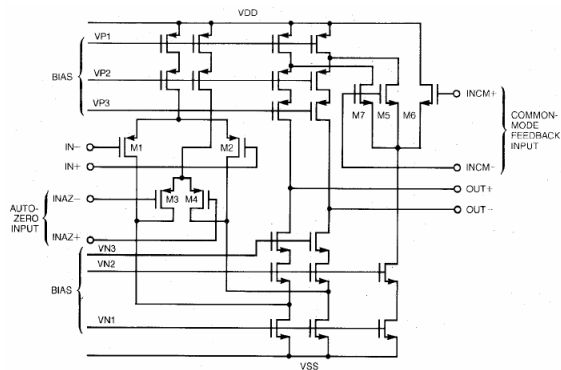 VDD
VP1
BIAS
VP2
VP3
M7
M5
M6
INCM+
COMMON-
MODE
FEEDBACK
INPUT
INCM-
IN-
IN+
M1
M2
OUT+
OUT-
INAZ-
M3
M4
AUTO-
ZERO
INPUT
INAZ+
VN3
VN2
BIAS
VN1
VSS